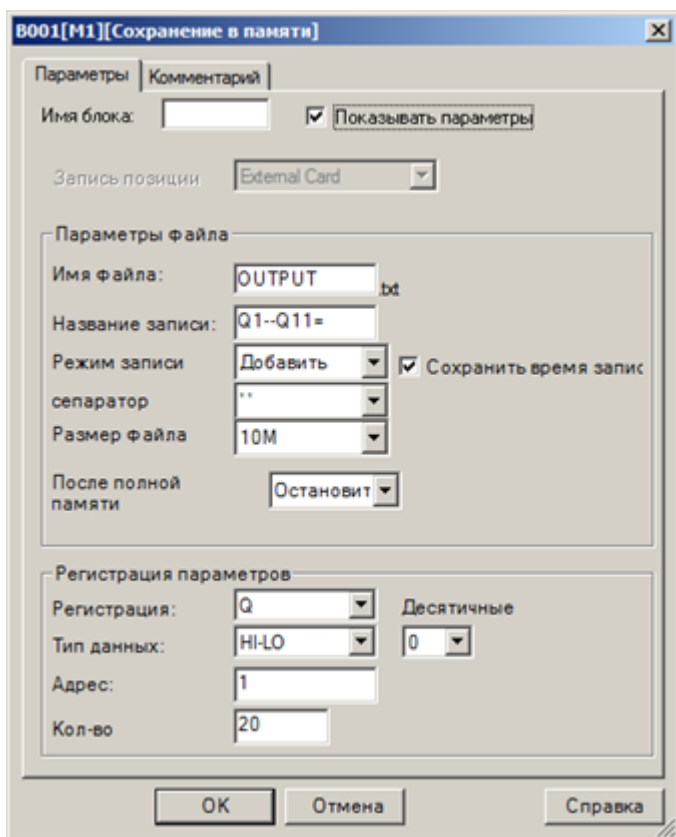 B001[M1][Сохранение в памяти]
Параметры Комментарий
Имя блока: Показывать параметры
Запись позиции External Card
Параметры файла
Имя файла: OUTPUT .txt
Название записи: Q1--Q11=
Режим записи Добавить Сохранить время запис
сепаратор ' '
Размер файла 10M
После полной Остановит
памяти
Регистрация параметров
Регистрация: Q Десятичные
Тип данных: HI-LO 0
Адрес: 1
Кол-во 20
OK Отмена Справка